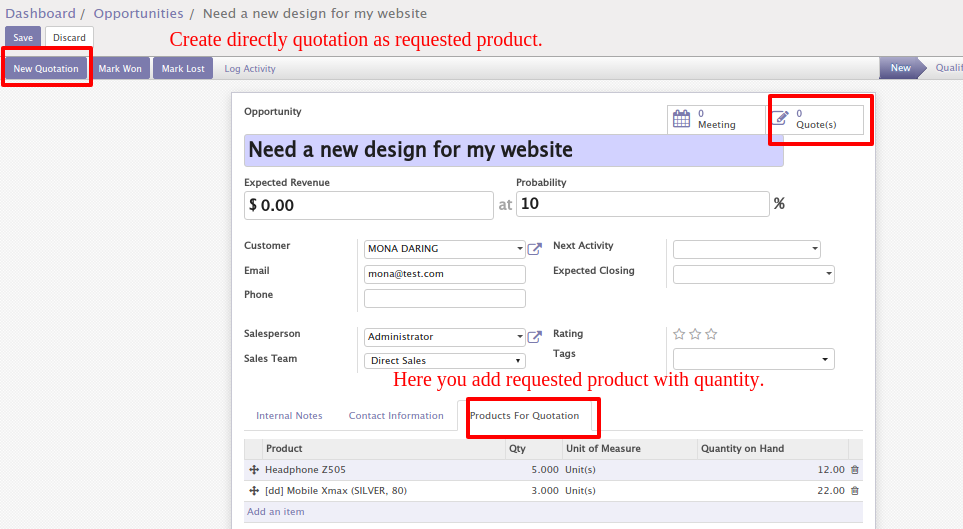 Dashboard / Opportunities / Need a new design for my website
Save Discard
Create directly quotation as requested product.
New Quotation Mark Won Mark Lost Log Activity New Qualif
Opportunity
0 Meeting
0 Quote(s)
Need a new design for my website
Expected Revenue Probability
$ 0.00 at 10 %
Customer MONA DARING Next Activity
Email mona@test.com Expected Closing
Phone
Salesperson Administrator Rating
Sales Team Direct Sales Tags
Here you add requested product with quantity.
Internal Notes Contact Information Products For Quotation
Product Qty Unit of Measure Quantity on Hand
Headphone Z505 5.000 Unit(s) 12.00
[dd] Mobile Xmax (SILVER, 80) 3.000 Unit(s) 22.00
Add an item